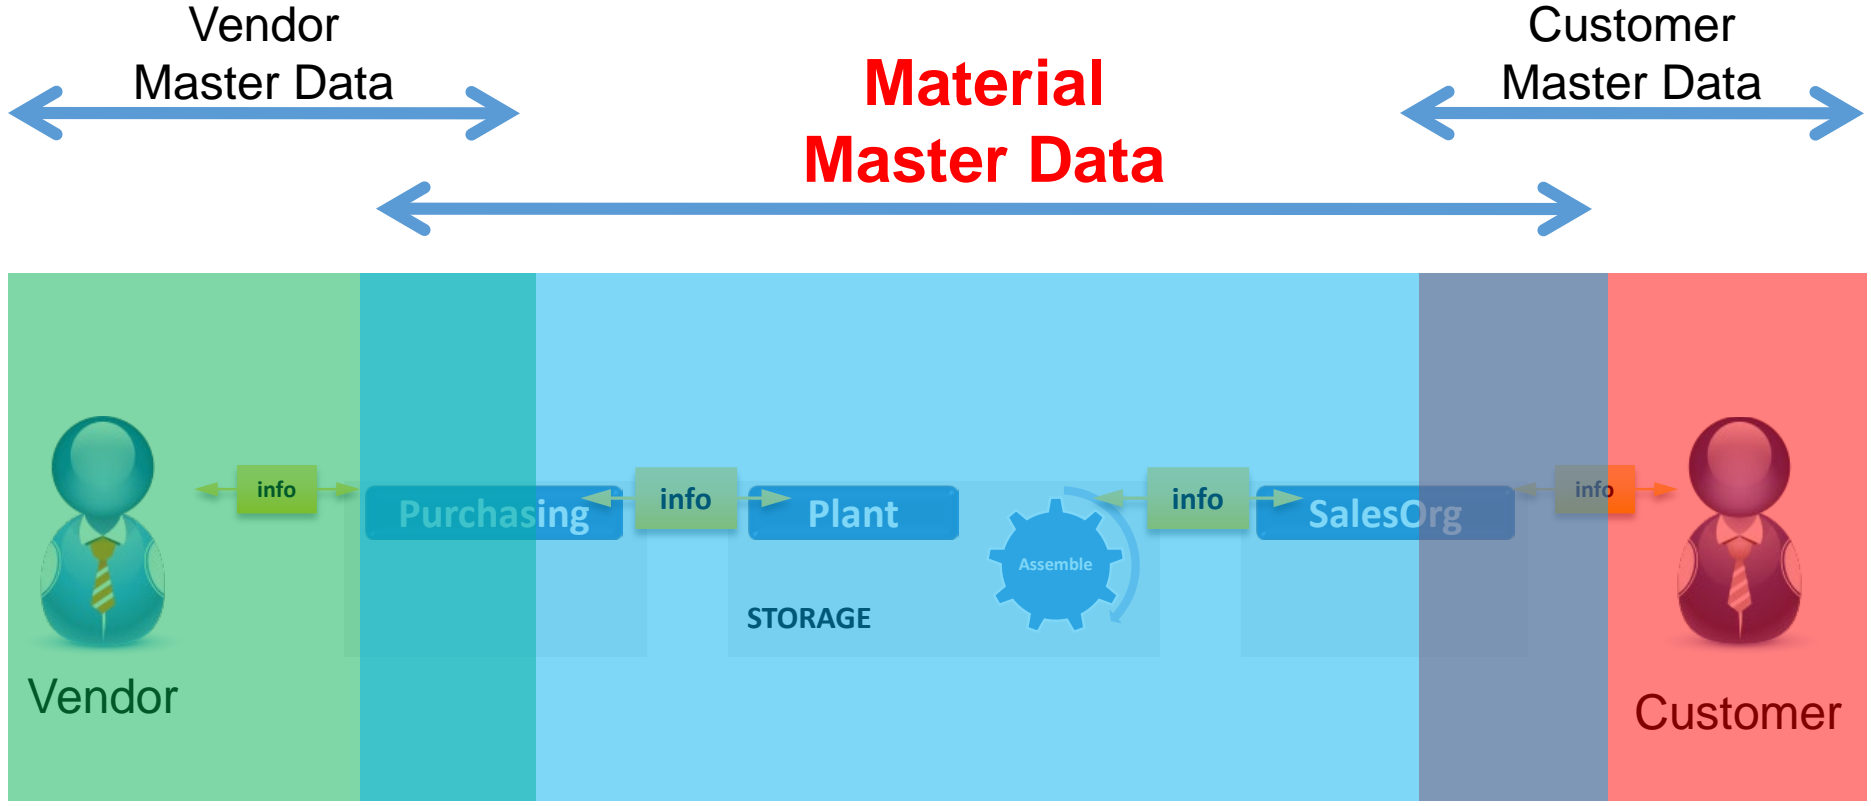 Vendor
Master Data
Material
Master Data
Customer
Master Data
info
Purchasing
info
Plant
Assemble
STORAGE
info
SalesOrg
info
Vendor
Customer